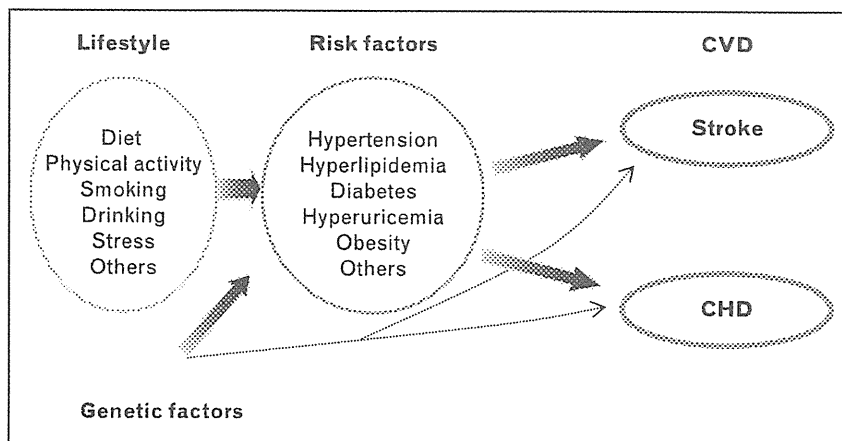 Lifestyle
Risk factors
CVD
Diet
Physical activity
Smoking
Drinking
Stress
Others
Hypertension
Hyperlipidemia
Diabetes
Hyperuricemia
Obesity
Others
Stroke
CHD
Genetic factors